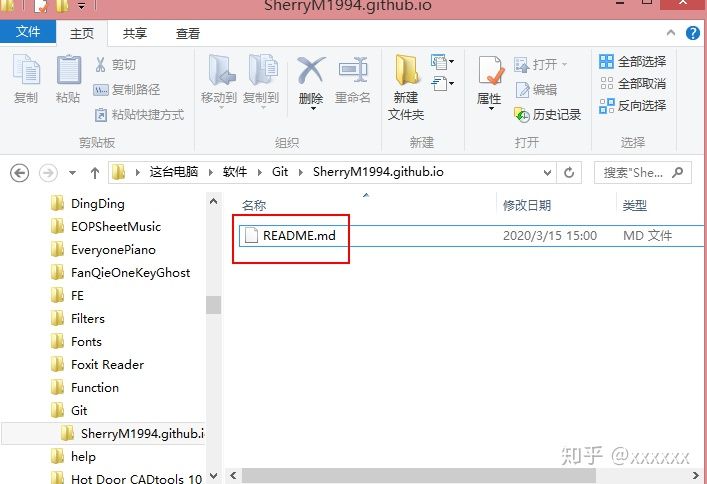 SherryM1994.github.io
文件 主页 共享 查看
复制 粘贴 剪切 复制路径 粘贴快捷方式 移动到 复制到 删除 重命名 新建文件夹 属性 打开 编辑 历史记录 全部选择 全部取消 反向选择
剪贴板 组织 新建 打开 选择
这台电脑 软件 Git SherryM1994.github.io 搜索"She...
名称 修改日期 类型
README.md 2020/3/15 15:00 MD 文件
DingDing
EOPSheetMusic
EveryonePiano
FanQieOneKeyGhost
FE
Filters
Fonts
Foxit Reader
Function
Git
SherryM1994.github.i
help
Hot Door CADtools 10
知乎 @xxxxxx